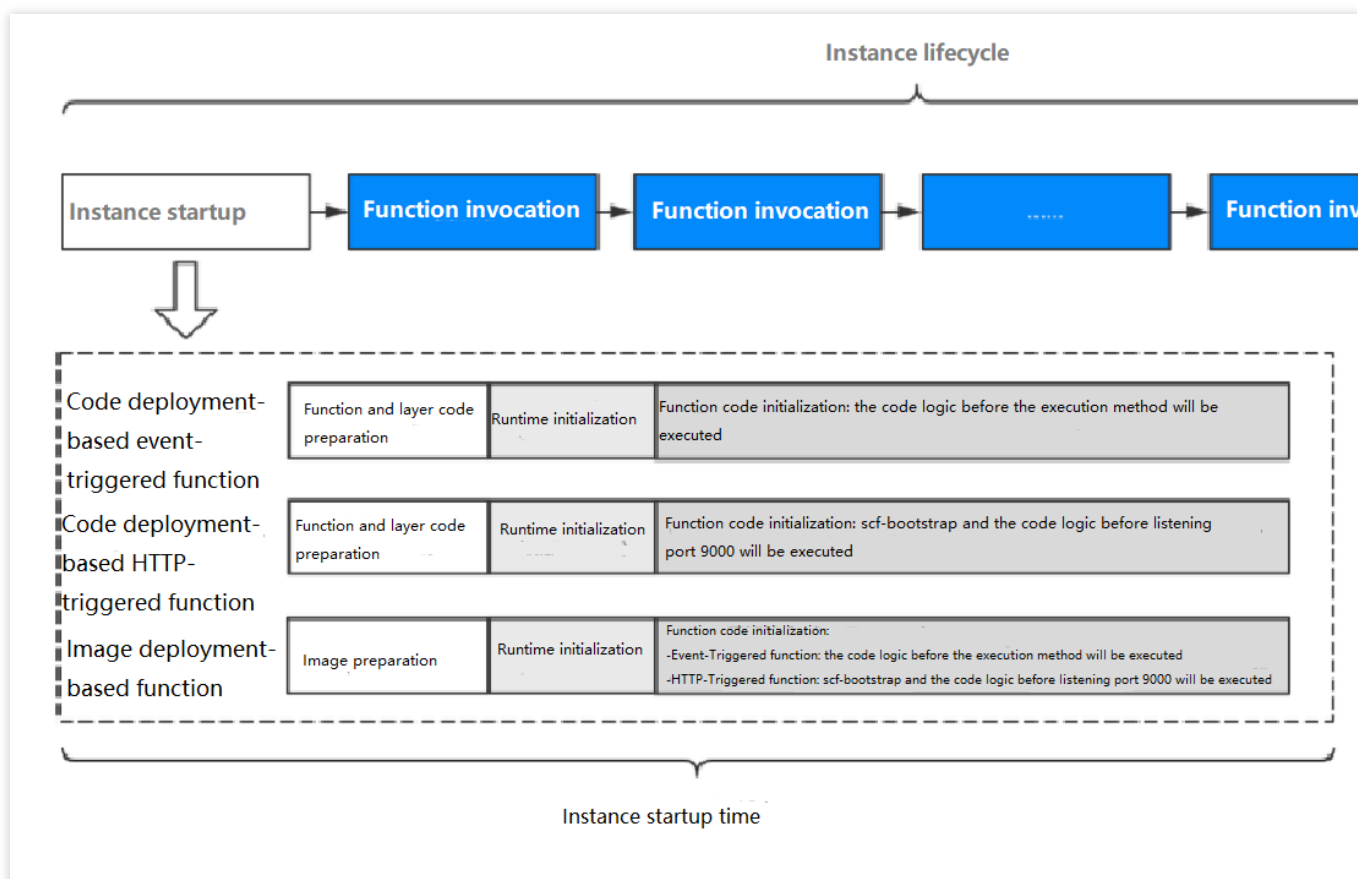 Instance lifecycle
Instance startup
Function invocation
Function invocation
......
Function inv
Code deployment-
based event-
triggered function
Function and layer code
preparation
Runtime initialization
Function code initialization: the code logic before the execution method will be
executed
Code deployment-
based HTTP-
triggered function
Function and layer code
preparation
Runtime initialization
Function code initialization: scf-bootstrap and the code logic before listening
port 9000 will be executed
Image deployment-
based function
Image preparation
Runtime initialization
Function code initialization:
-Event-Triggered function: the code logic before the execution method will be executed
-HTTP-Triggered function: scf-bootstrap and the code logic before listening port 9000 will be executed
Instance startup time